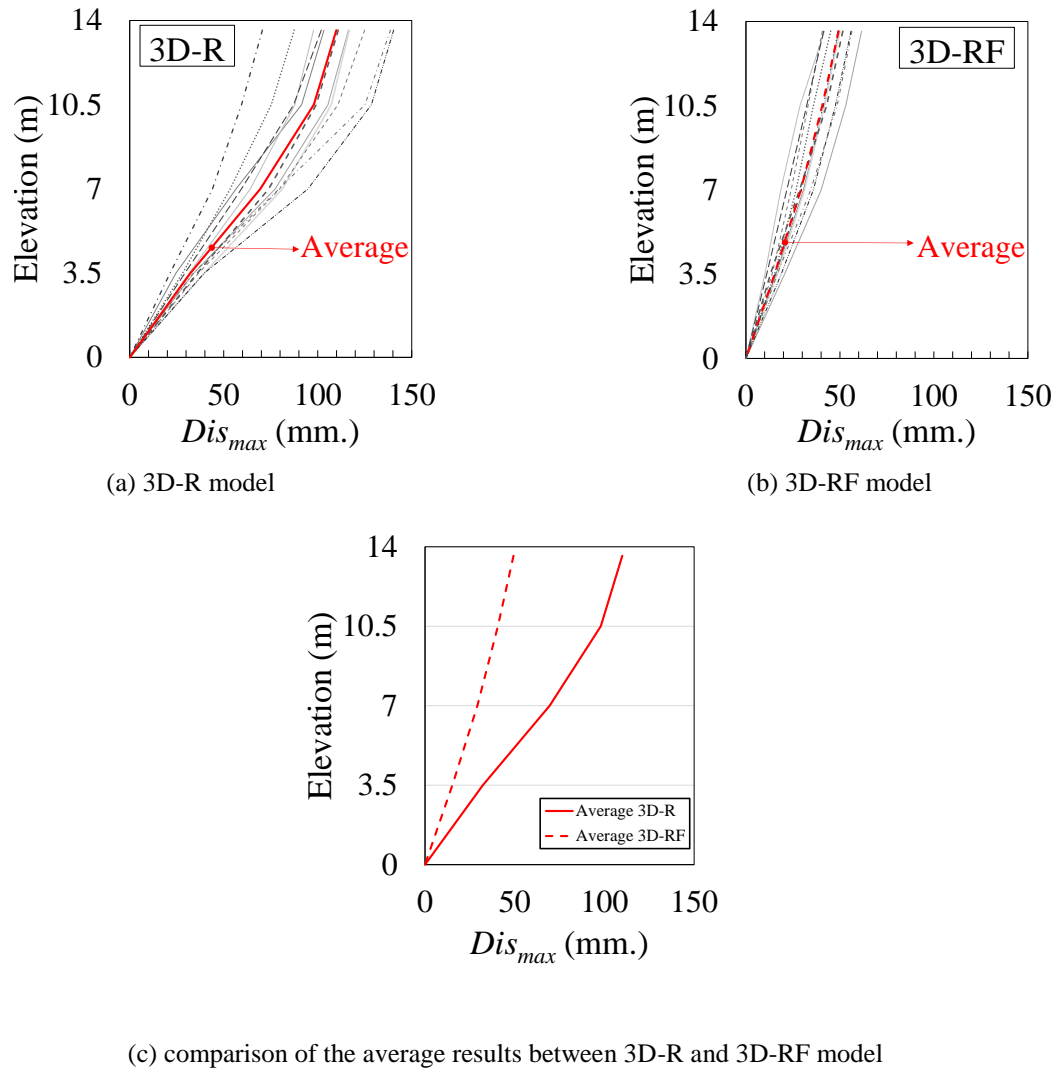 14
3D-R
10.5
7
3.5
0
Elevation (m)
Average
0 50 100 150
Dis_max (mm.)
(a) 3D-R model
14
3D-RF
10.5
7
3.5
0
Elevation (m)
Average
0 50 100 150
Dis_max (mm.)
(b) 3D-RF model
14
10.5
7
3.5
0
Elevation (m)
Average 3D-R
Average 3D-RF
0 50 100 150
Dis_max (mm.)
(c) comparison of the average results between 3D-R and 3D-RF model